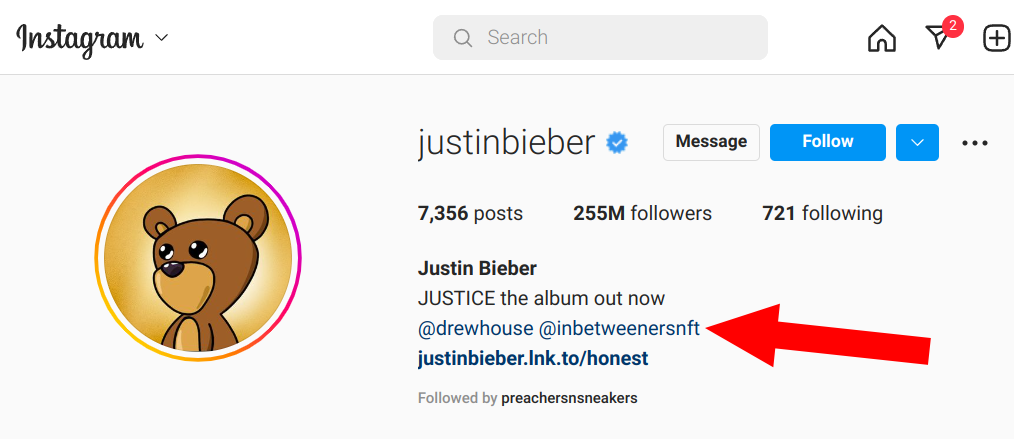 Instagram
Search
2
justinbieber
Message
Follow
7,356 posts 255M followers 721 following
Justin Bieber
JUSTICE the album out now
@drewhouse @inbetweenersnft
justinbieber.lnk.to/honest
Followed by preachersnsneakers